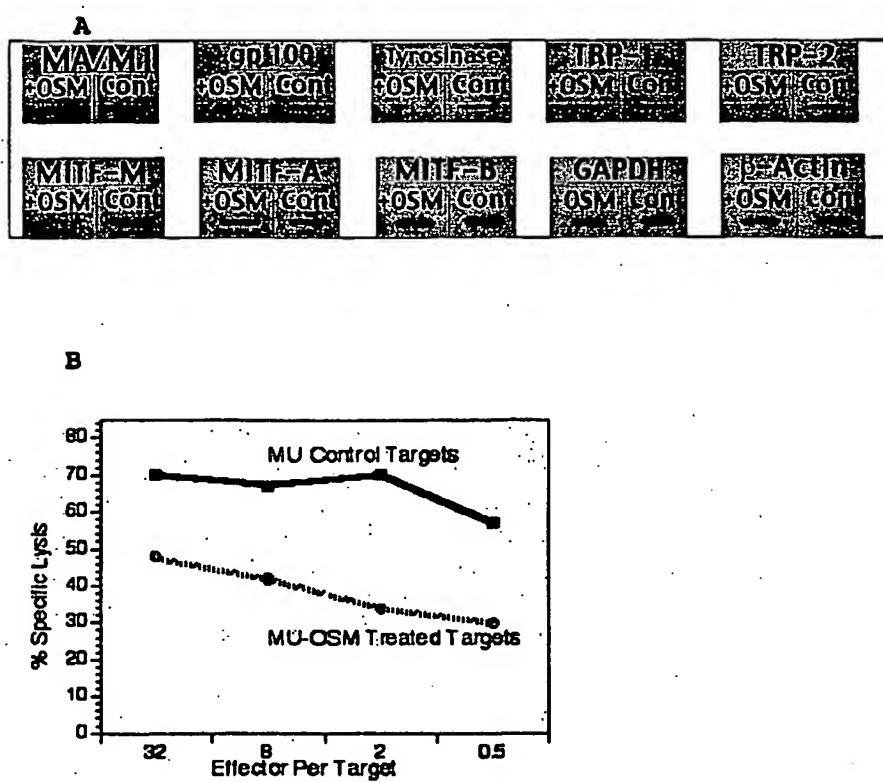 A
MA/M1 gp100 Tyrosinase TRP-1 TRP-2
+OSM Cont +OSM Cont +OSM Cont +OSM Cont +OSM Cont
MITF-M MITF-A MITF-B GAPDH β-Actin
+OSM Cont +OSM Cont +OSM Cont +OSM Con +OSM Con
B
80
70
60
50
40
30
20
10
0
% Specific Lysis
MU Control Targets
MU-OSM Treated Targets
32 8 2 0.5
Effector Per Target